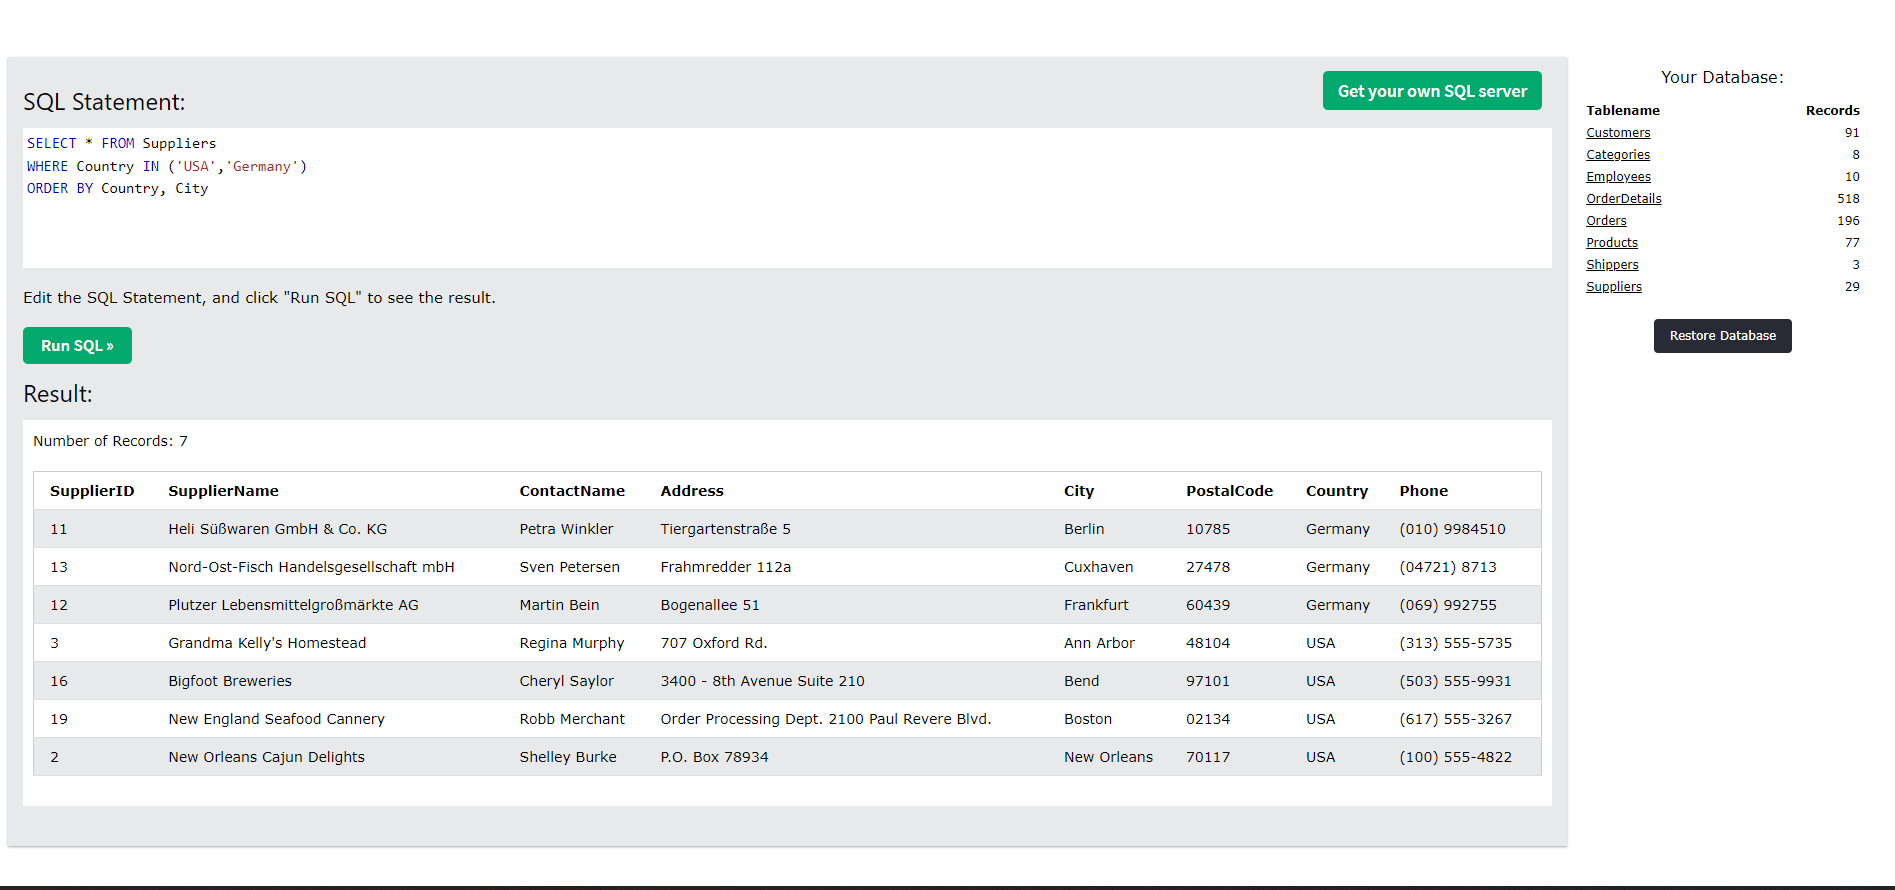 SQL Statement:
Get your own SQL server
SELECT * FROM Suppliers
WHERE Country IN ('USA','Germany')
ORDER BY Country, City
Edit the SQL Statement, and click "Run SQL" to see the result.
Run SQL »
Result:
Number of Records: 7
SupplierID SupplierName ContactName Address City PostalCode Country Phone
11 Heli Süßwaren GmbH & Co. KG Petra Winkler Tiergartenstraße 5 Berlin 10785 Germany (010) 9984510
13 Nord-Ost-Fisch Handelsgesellschaft mbH Sven Petersen Frahmredder 112a Cuxhaven 27478 Germany (04721) 8713
12 Plutzer Lebensmittelgroßmärkte AG Martin Bein Bogenallee 51 Frankfurt 60439 Germany (069) 992755
3 Grandma Kelly's Homestead Regina Murphy 707 Oxford Rd. Ann Arbor 48104 USA (313) 555-5735
16 Bigfoot Breweries Cheryl Saylor 3400 - 8th Avenue Suite 210 Bend 97101 USA (503) 555-9931
19 New England Seafood Cannery Robb Merchant Order Processing Dept. 2100 Paul Revere Blvd. Boston 02134 USA (617) 555-3267
2 New Orleans Cajun Delights Shelley Burke P.O. Box 78934 New Orleans 70117 USA (100) 555-4822
Your Database:
Tablename Records
Customers 91
Categories 8
Employees 10
OrderDetails 518
Orders 196
Products 77
Shippers 3
Suppliers 29
Restore Database